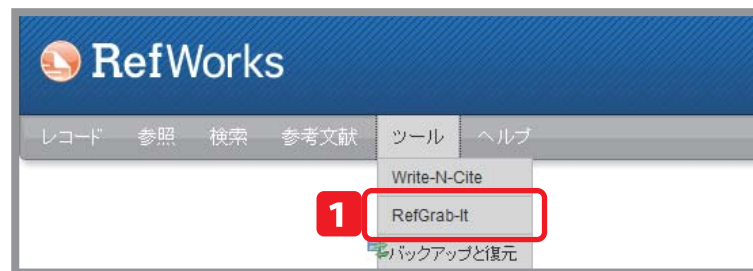 RefWorks
レコード 参照 検索 参考文献 ツール ヘルプ
Write-N-Cite
1 RefGrab-It
バックアップと復元